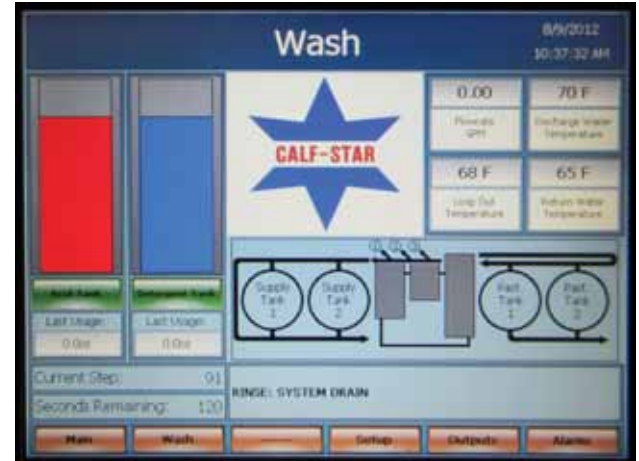 Wash
8/9/2012
10:37:32 AM
CALF-STAR
0.00
Flowrate
GPM
70 F
Discharge Water
Temperature
68 F
Loop Out
Temperature
65 F
Return Water
Temperature
Acid Tank
Detergent Tank
Last Usage:
0.0oz
Last Usage:
0.0oz
Supply
Tank
1
Supply
Tank
2
Past.
Tank
1
Past.
Tank
2
Current Step: 91
Seconds Remaining: 120
RINSE: SYSTEM DRAIN
Main
Wash
Setup
Outputs
Alarms